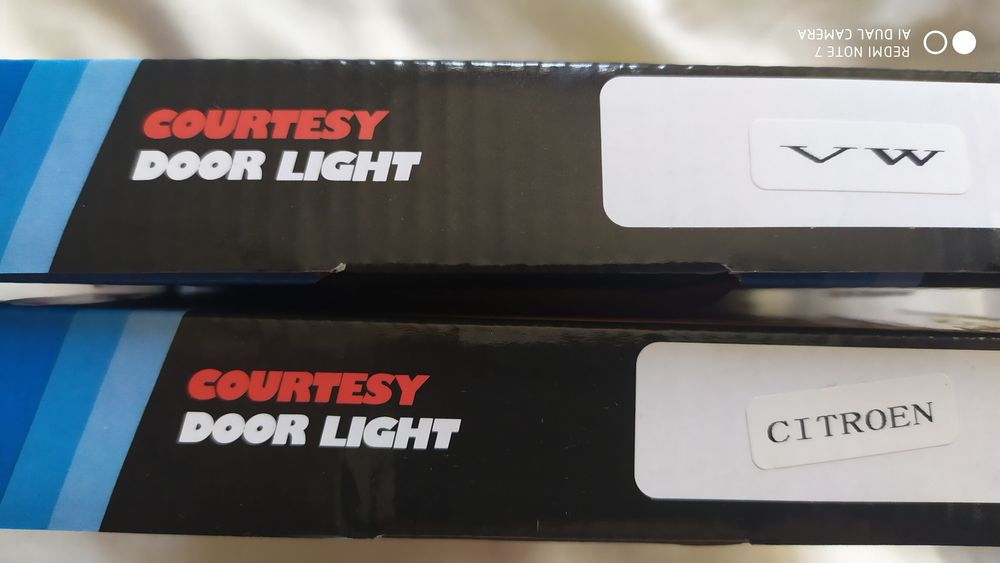 COURTESY
DOOR LIGHT
VW
COURTESY
DOOR LIGHT
CITROEN
REDMI NOTE 7
AI DUAL CAMERA